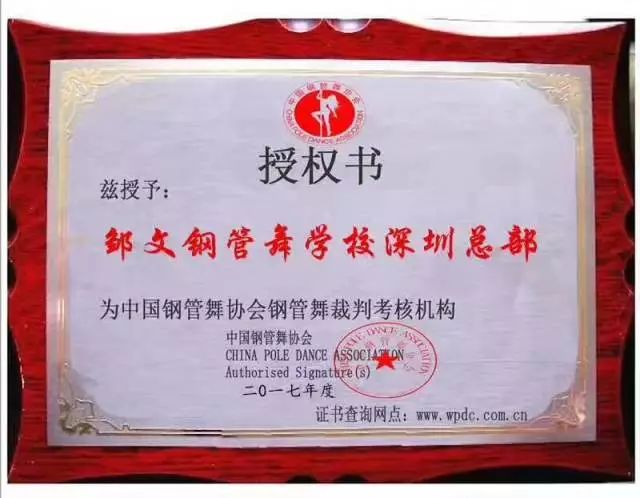 中国钢管舞协会
CHINA POLE DANCE ASSOCIATION
授权书
兹授予:
邹文钢管舞学校深圳总部
为中国钢管舞协会钢管舞裁判考核机构
中国钢管舞协会
CHINA POLE DANCE ASSOCIATION
Authorised Signature(s)
二〇一七年度
证书查询网点:www.wpdc.com.cn